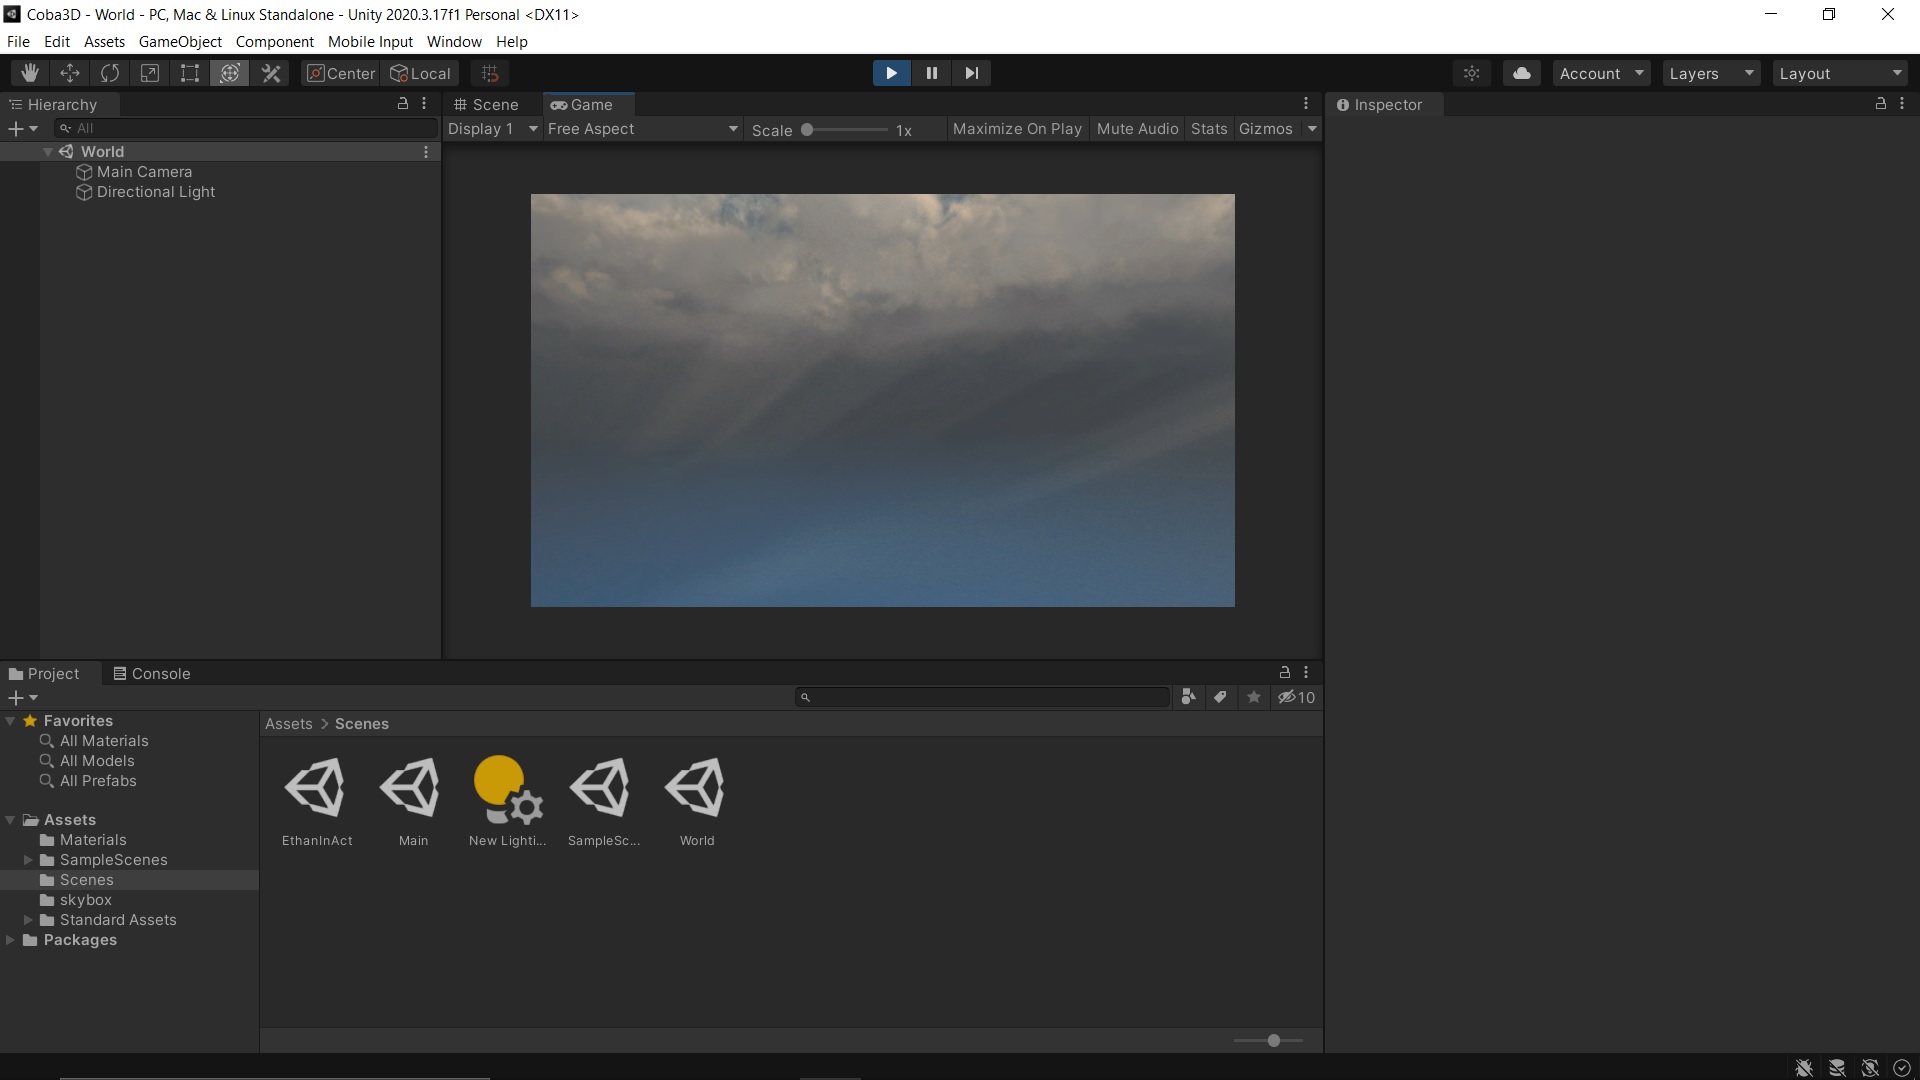 Coba3D - World - PC, Mac & Linux Standalone - Unity 2020.3.17f1 Personal <DX11>
File Edit Assets GameObject Component Mobile Input Window Help
Center Local Account Layers Layout
Hierarchy
All
World
Main Camera
Directional Light
Scene Game
Display 1 Free Aspect Scale 1x Maximize On Play Mute Audio Stats Gizmos
Inspector
Project Console
10
Favorites
All Materials
All Models
All Prefabs
Assets
Materials
SampleScenes
Scenes
skybox
Standard Assets
Packages
Assets > Scenes
EthanInAct Main New Lighti... SampleSc... World